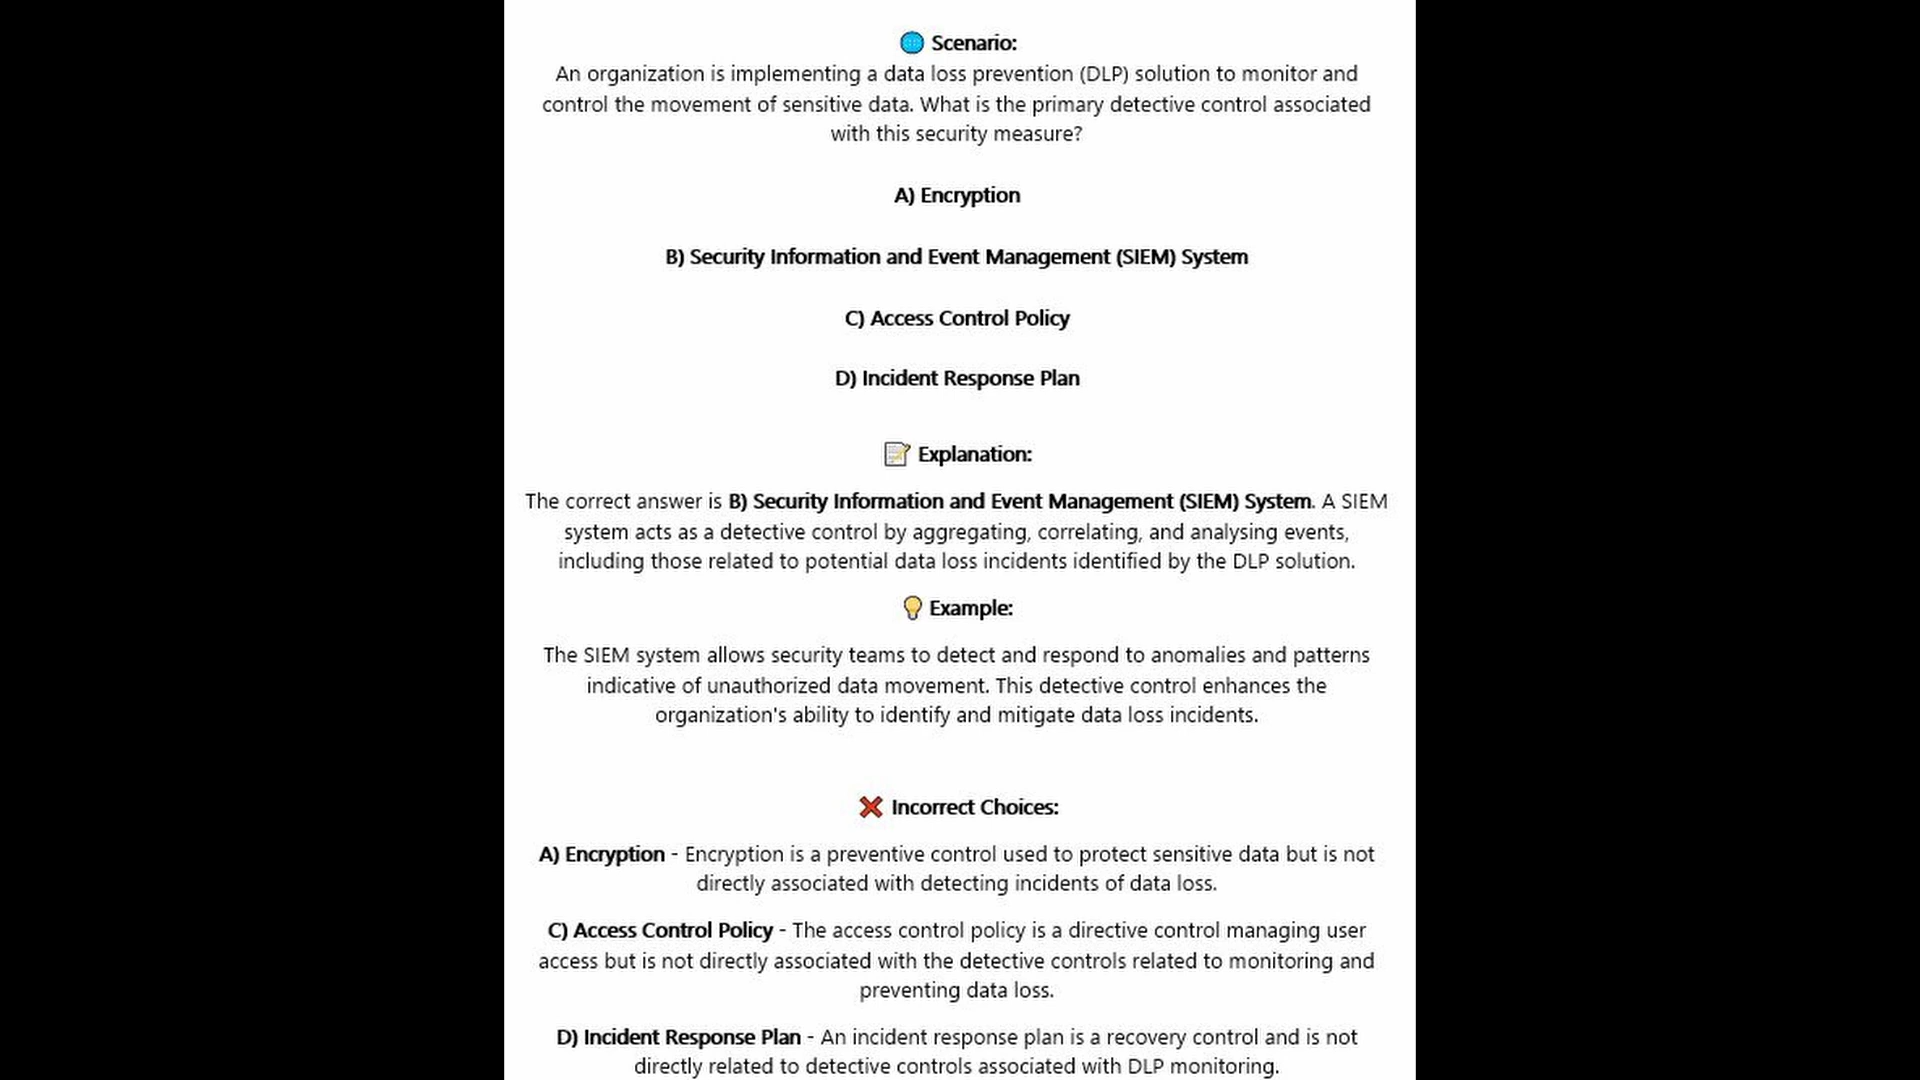 Scenario:
An organization is implementing a data loss prevention (DLP) solution to monitor and
control the movement of sensitive data. What is the primary detective control associated
with this security measure?
A) Encryption
B) Security Information and Event Management (SIEM) System
C) Access Control Policy
D) Incident Response Plan
Explanation:
The correct answer is B) Security Information and Event Management (SIEM) System. A SIEM
system acts as a detective control by aggregating, correlating, and analysing events,
including those related to potential data loss incidents identified by the DLP solution.
Example:
The SIEM system allows security teams to detect and respond to anomalies and patterns
indicative of unauthorized data movement. This detective control enhances the
organization's ability to identify and mitigate data loss incidents.
Incorrect Choices:
A) Encryption - Encryption is a preventive control used to protect sensitive data but is not
directly associated with detecting incidents of data loss.
C) Access Control Policy - The access control policy is a directive control managing user
access but is not directly associated with the detective controls related to monitoring and
preventing data loss.
D) Incident Response Plan - An incident response plan is a recovery control and is not
directly related to detective controls associated with DLP monitoring.